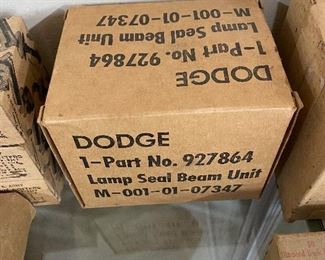 DODGE
1-Part No. 927864
Lamp Seal Beam Unit
M-001-01-07347
DODGE
1-Part No. 927864
Lamp Seal Beam Unit
M-001-01-07347